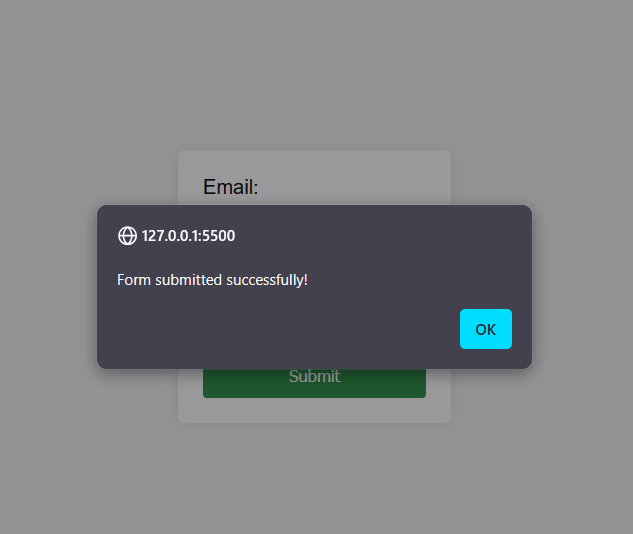 Email:
127.0.0.1:5500
Form submitted successfully!
OK
Submit